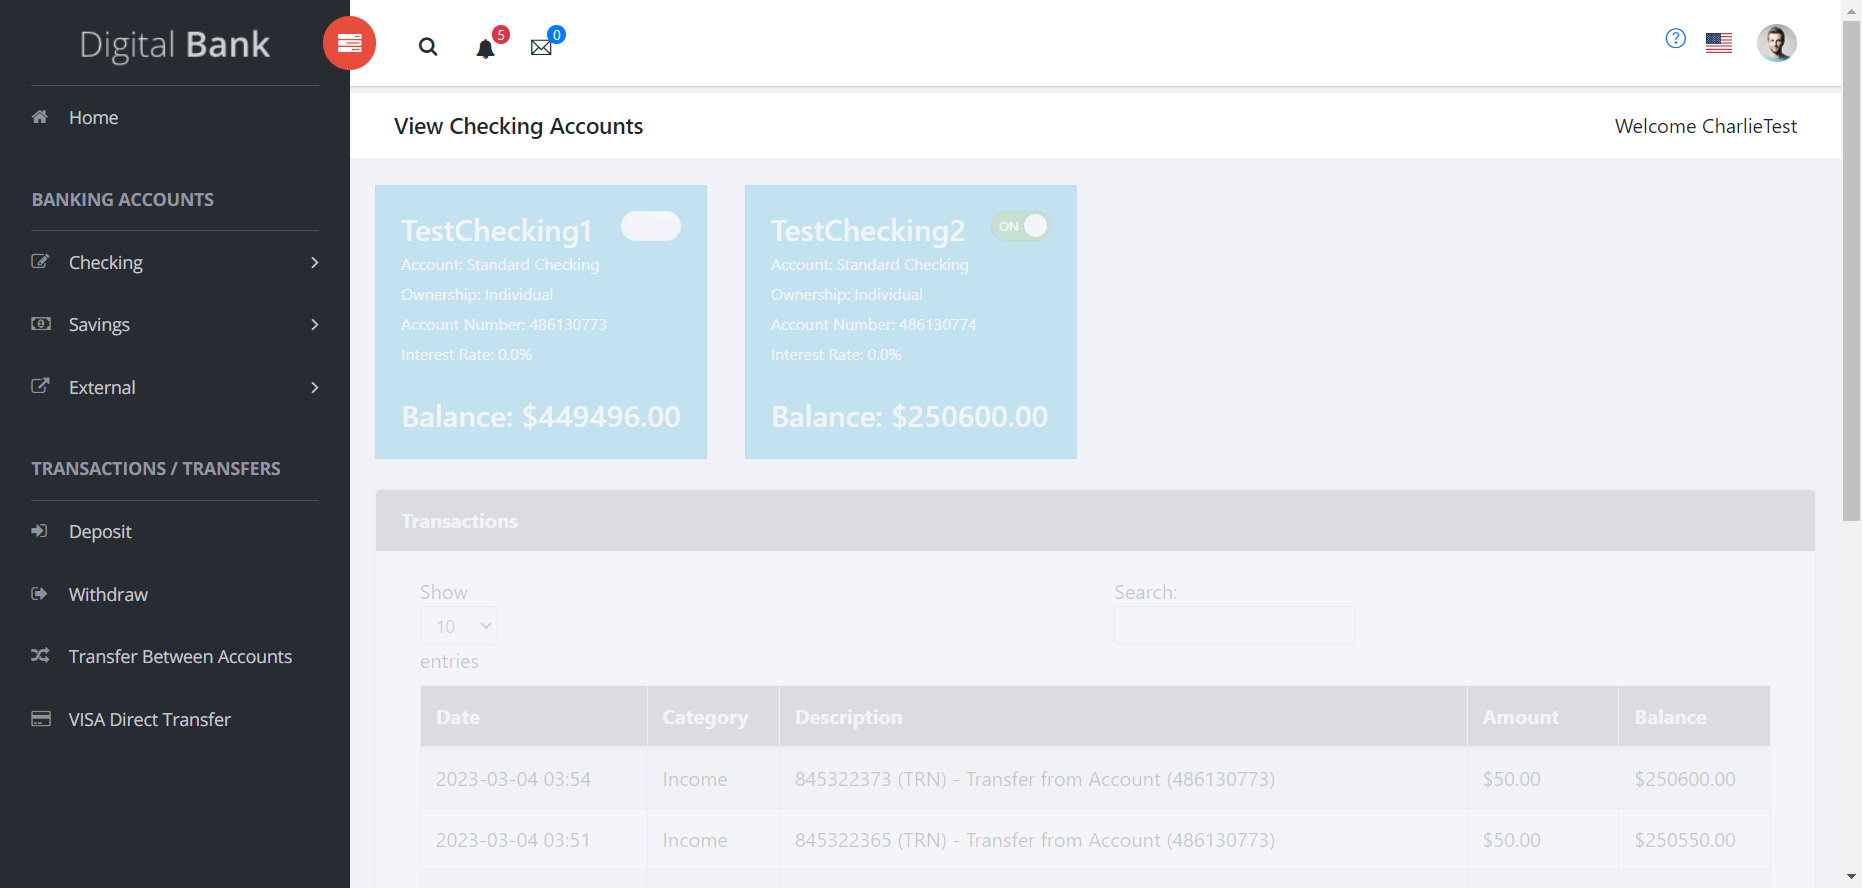 Digital Bank
5
0
Home
BANKING ACCOUNTS
Checking
Savings
External
TRANSACTIONS / TRANSFERS
Deposit
Withdraw
Transfer Between Accounts
VISA Direct Transfer
View Checking Accounts
Welcome CharlieTest
TestChecking1
Account: Standard Checking
Ownership: Individual
Account Number: 486130773
Interest Rate: 0.0%
Balance: $449496.00
TestChecking2
ON
Account: Standard Checking
Ownership: Individual
Account Number: 486130774
Interest Rate: 0.0%
Balance: $250600.00
Transactions
Show
10
entries
Search:
Date Category Description Amount Balance
2023-03-04 03:54 Income 845322373 (TRN) - Transfer from Account (486130773) $50.00 $250600.00
2023-03-04 03:51 Income 845322365 (TRN) - Transfer from Account (486130773) $50.00 $250550.00